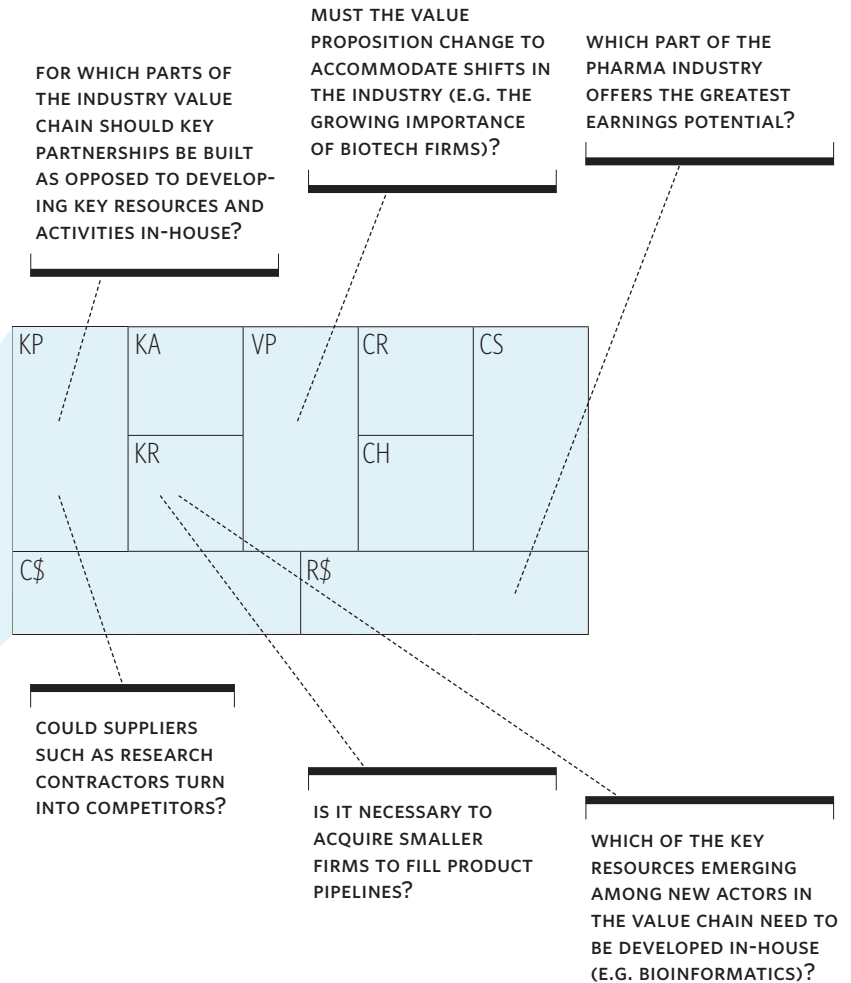 FOR WHICH PARTS OF
THE INDUSTRY VALUE
CHAIN SHOULD KEY
PARTNERSHIPS BE BUILT
AS OPPOSED TO DEVELOP-
ING KEY RESOURCES AND
ACTIVITIES IN-HOUSE?
MUST THE VALUE
PROPOSITION CHANGE TO
ACCOMMODATE SHIFTS IN
THE INDUSTRY (E.G. THE
GROWING IMPORTANCE
OF BIOTECH FIRMS)?
WHICH PART OF THE
PHARMA INDUSTRY
OFFERS THE GREATEST
EARNINGS POTENTIAL?
KP
KA
VP
CR
CS
KR
CH
C$
R$
COULD SUPPLIERS
SUCH AS RESEARCH
CONTRACTORS TURN
INTO COMPETITORS?
IS IT NECESSARY TO
ACQUIRE SMALLER
FIRMS TO FILL PRODUCT
PIPELINES?
WHICH OF THE KEY
RESOURCES EMERGING
AMONG NEW ACTORS IN
THE VALUE CHAIN NEED TO
BE DEVELOPED IN-HOUSE
(E.G. BIOINFORMATICS)?